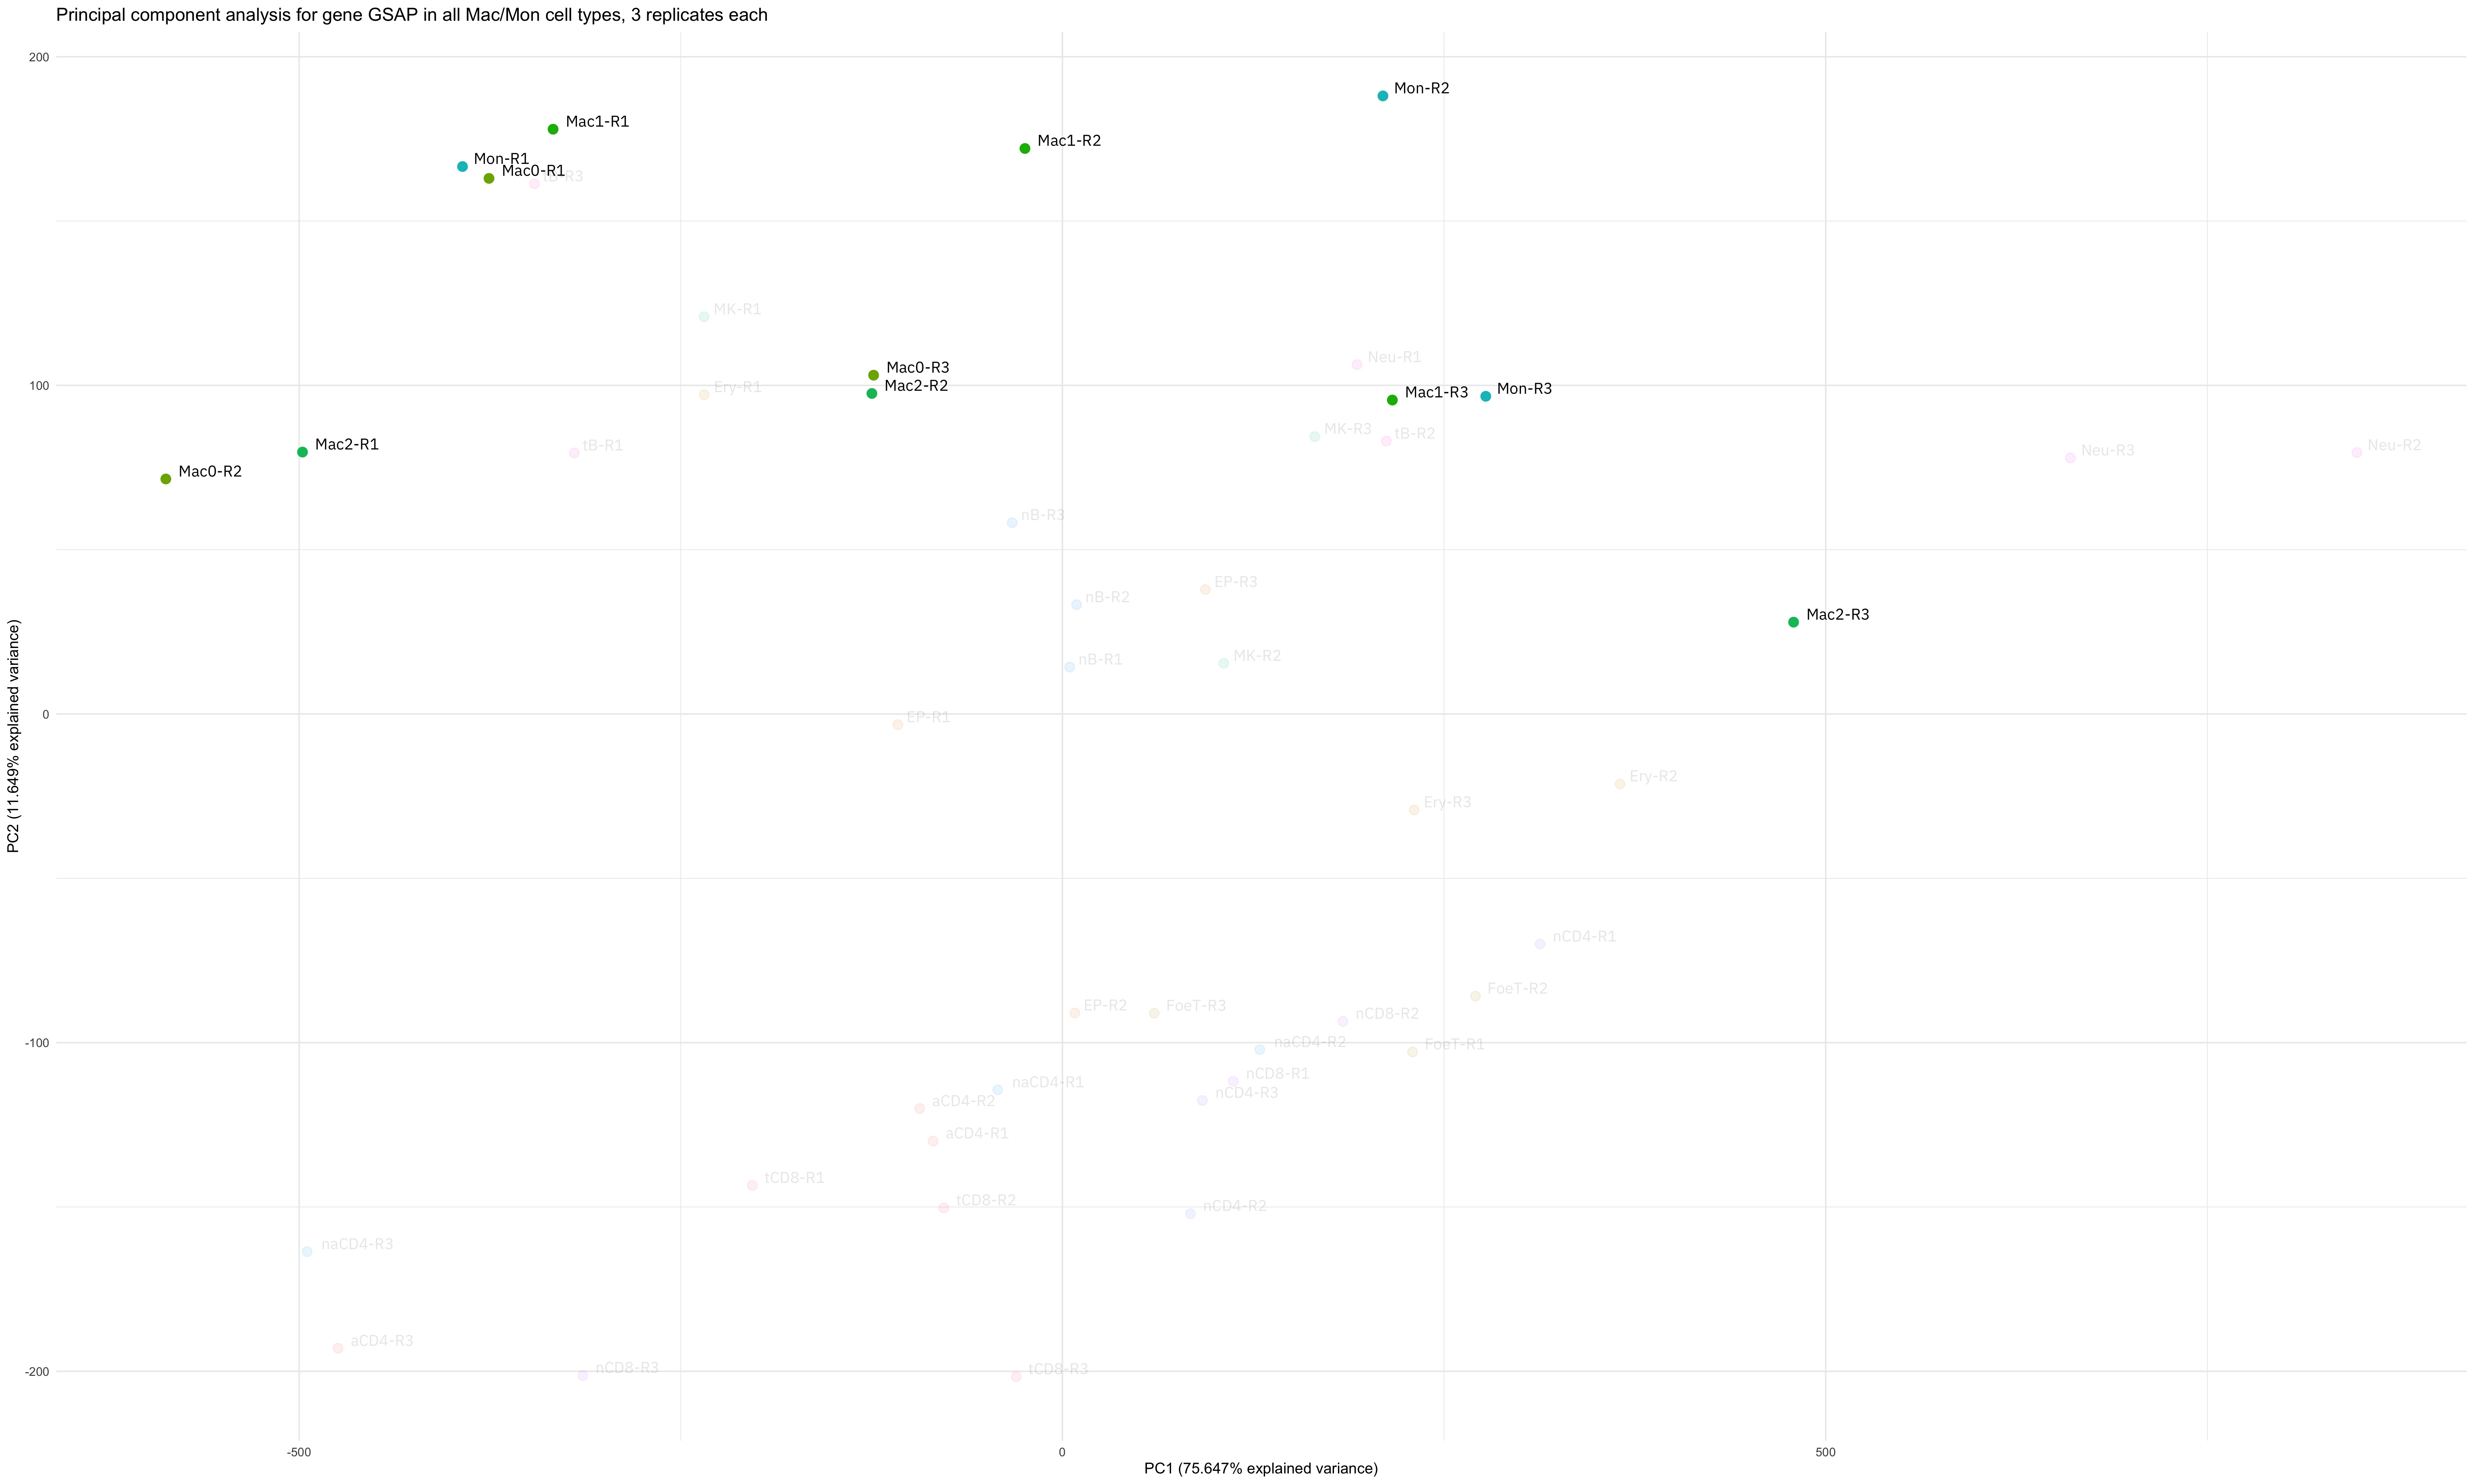 Principal component analysis for gene GSAP in all Mac/Mon cell types, 3 replicates each
200
Mon-R2
Mac1-R1
Mac1-R2
Mon-R1
Mac0-R1
tB-R3
MK-R1
Mac0-R3
Neu-R1
100
Ery-R1
Mac2-R2
Mac1-R3
Mon-R3
MK-R3
tB-R2
Mac2-R1
tB-R1
Neu-R3
Neu-R2
Mac0-R2
nB-R3
EP-R3
nB-R2
Mac2-R3
nB-R1
MK-R2
PC2 (11.649% explained variance)
0
EP-R1
Ery-R2
Ery-R3
nCD4-R1
FoeT-R2
EP-R2
FoeT-R3
nCD8-R2
-100
naCD4-R2
FoeT-R1
nCD8-R1
naCD4-R1
nCD4-R3
aCD4-R2
aCD4-R1
tCD8-R1
tCD8-R2
nCD4-R2
naCD4-R3
aCD4-R3
-200
nCD8-R3
tCD8-R3
-500
0
500
PC1 (75.647% explained variance)